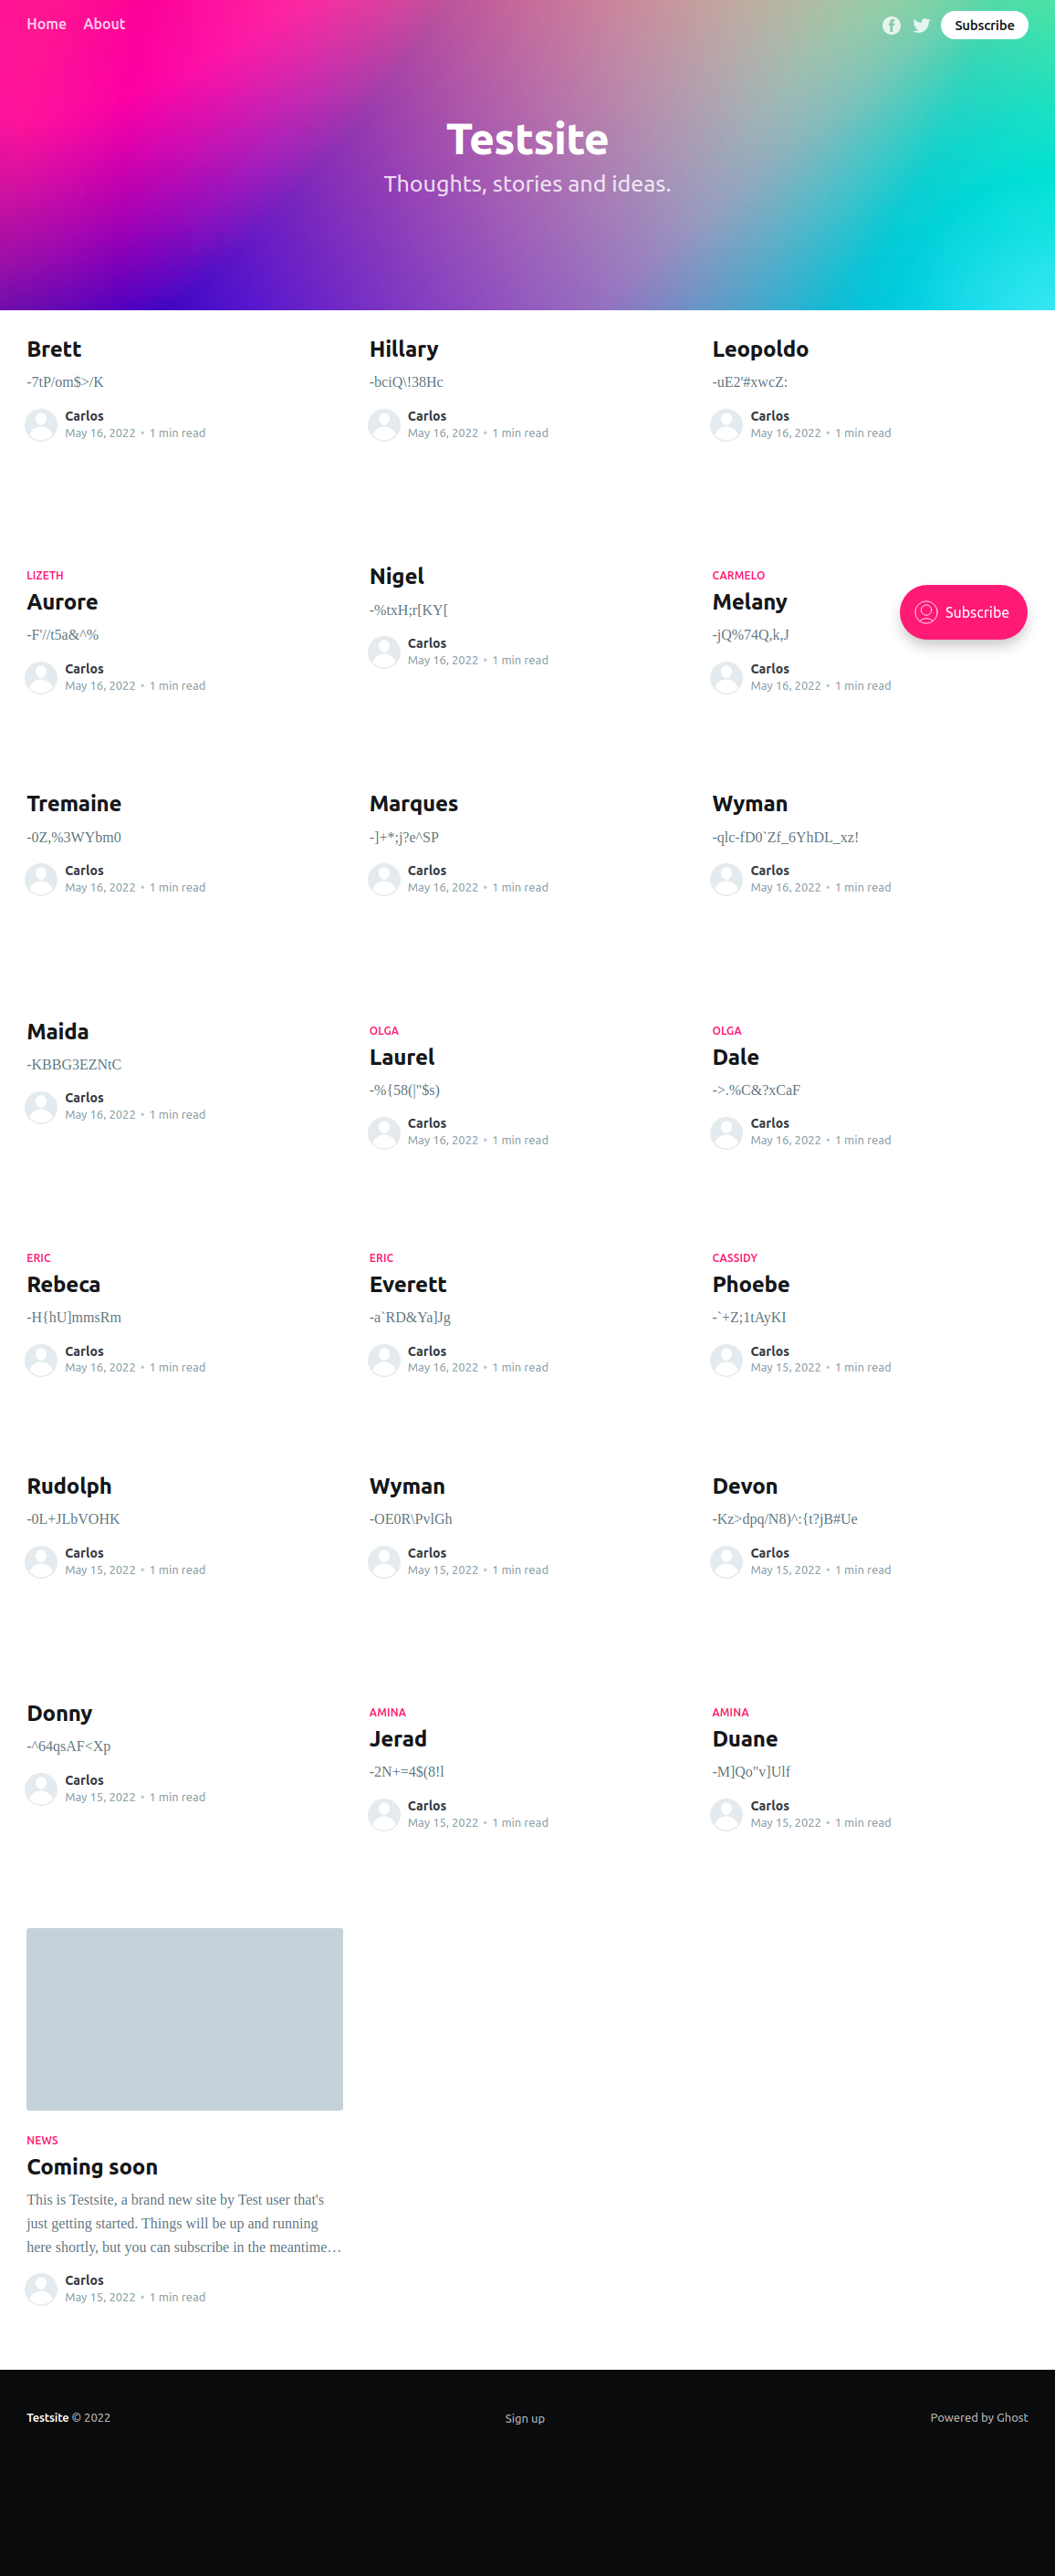 Home About
Subscribe
Testsite
Thoughts, stories and ideas.
Brett
-7tP/om$>/K
Carlos
May 16, 2022 • 1 min read
Hillary
-bciQ\!38Hc
Carlos
May 16, 2022 • 1 min read
Leopoldo
-uE2'#xwcZ:
Carlos
May 16, 2022 • 1 min read
LIZETH
Aurore
-F'//t5a&^%
Carlos
May 16, 2022 • 1 min read
Nigel
-%txH;r[KY[
Carlos
May 16, 2022 • 1 min read
CARMELO
Melany
-jQ%74Q,k,J
Carlos
May 16, 2022 • 1 min read
Subscribe
Tremaine
-0Z,%3WYbm0
Carlos
May 16, 2022 • 1 min read
Marques
-]+*;j?e^SP
Carlos
May 16, 2022 • 1 min read
Wyman
-qlc-fD0`Zf_6YhDL_xz!
Carlos
May 16, 2022 • 1 min read
Maida
-KBBG3EZNtC
Carlos
May 16, 2022 • 1 min read
OLGA
Laurel
-%{58(|"$s)
Carlos
May 16, 2022 • 1 min read
OLGA
Dale
->.%C&?xCaF
Carlos
May 16, 2022 • 1 min read
ERIC
Rebeca
-H{hU]mmsRm
Carlos
May 16, 2022 • 1 min read
ERIC
Everett
-a`RD&Ya]Jg
Carlos
May 16, 2022 • 1 min read
CASSIDY
Phoebe
-`+Z;1tAyKI
Carlos
May 15, 2022 • 1 min read
Rudolph
-0L+JLbVOHK
Carlos
May 15, 2022 • 1 min read
Wyman
-OE0R\PvlGh
Carlos
May 15, 2022 • 1 min read
Devon
-Kz>dpq/N8)^:{t?jB#Ue
Carlos
May 15, 2022 • 1 min read
Donny
-^64qsAF<Xp
Carlos
May 15, 2022 • 1 min read
AMINA
Jerad
-2N+=4$(8!l
Carlos
May 15, 2022 • 1 min read
AMINA
Duane
-M]Qo"v]Ulf
Carlos
May 15, 2022 • 1 min read
NEWS
Coming soon
This is Testsite, a brand new site by Test user that's
just getting started. Things will be up and running
here shortly, but you can subscribe in the meantime…
Carlos
May 15, 2022 • 1 min read
Testsite © 2022
Sign up
Powered by Ghost